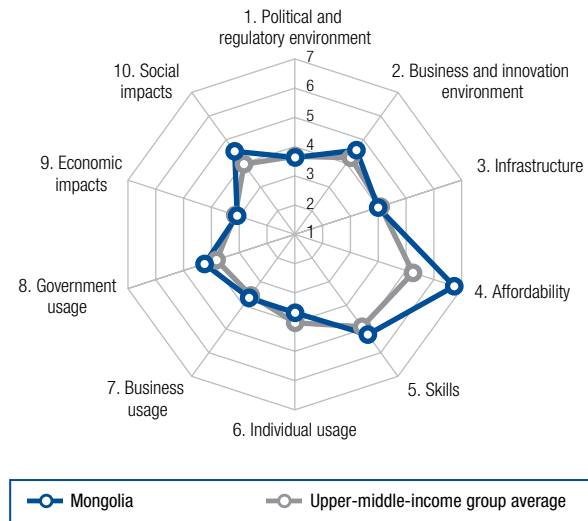 1. Political and
regulatory environment
2. Business and innovation
environment
3. Infrastructure
4. Affordability
5. Skills
6. Individual usage
7. Business
usage
8. Government
usage
9. Economic
impacts
10. Social
impacts
7
6
5
4
3
2
1
Mongolia
Upper-middle-income group average